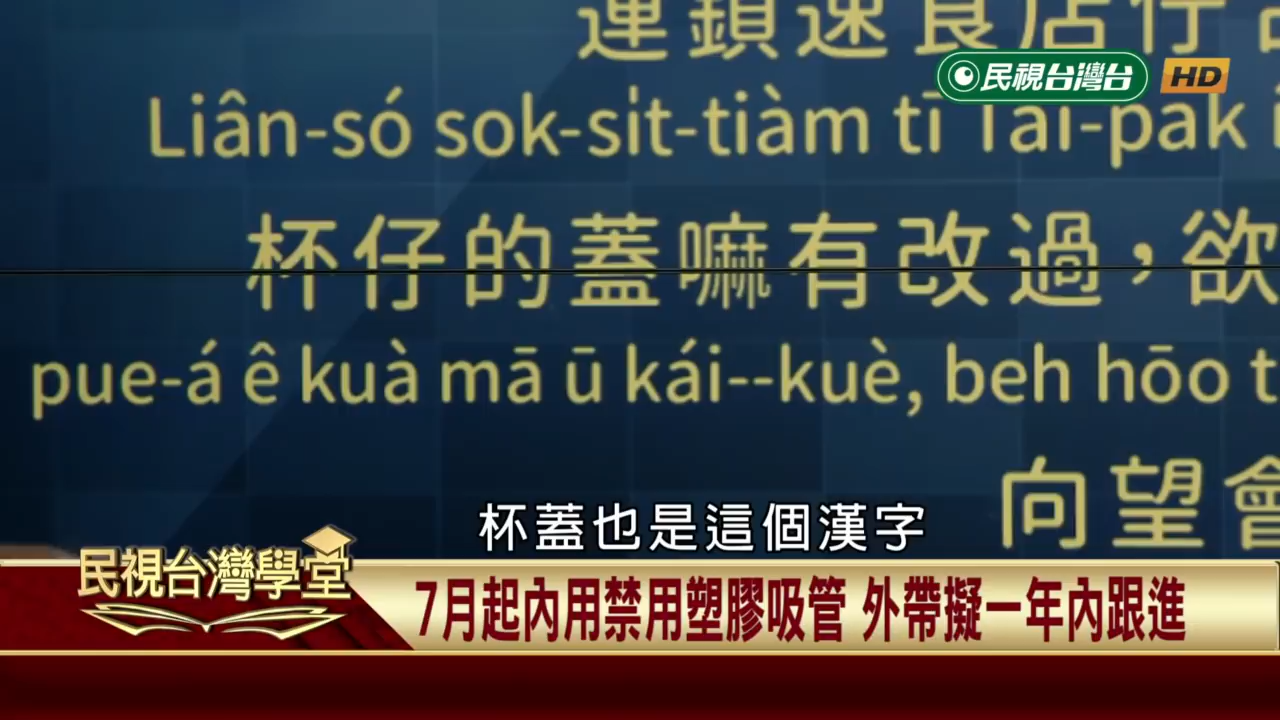 連鎖速食店仔
民視台灣台 HD
Liân-só sok-si̍t-tiàm tī Tâi-pak
杯仔的蓋嘛有改過，欲
pue-á ê kuà mā ū kái--kuè, beh hōo t
向望會
杯蓋也是這個漢字
民視台灣學堂
7月起內用禁用塑膠吸管 外帶擬一年內跟進